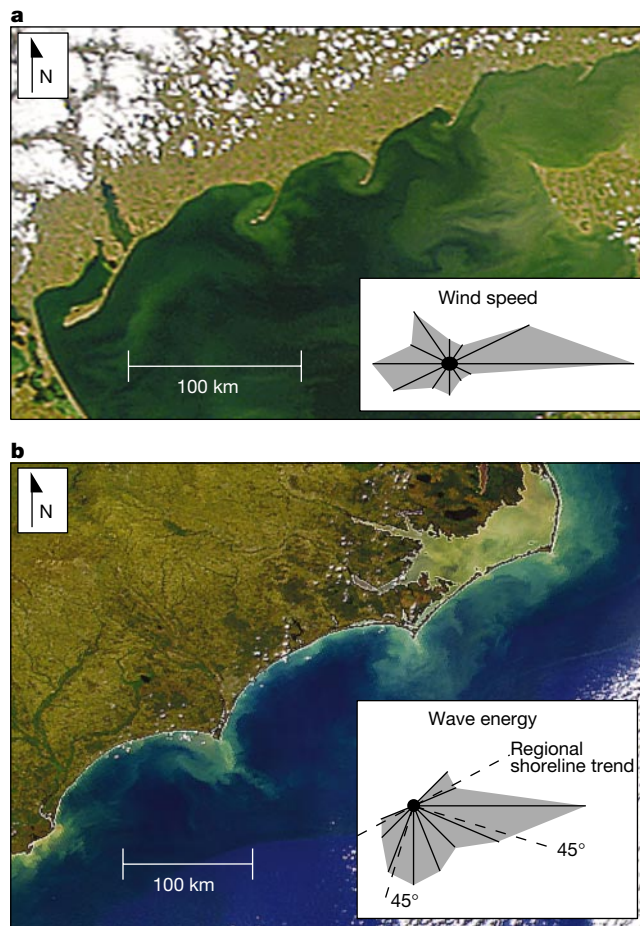 a
N
Wind speed
100 km
b
N
Wave energy
Regional
shoreline trend
45°
100 km
45°